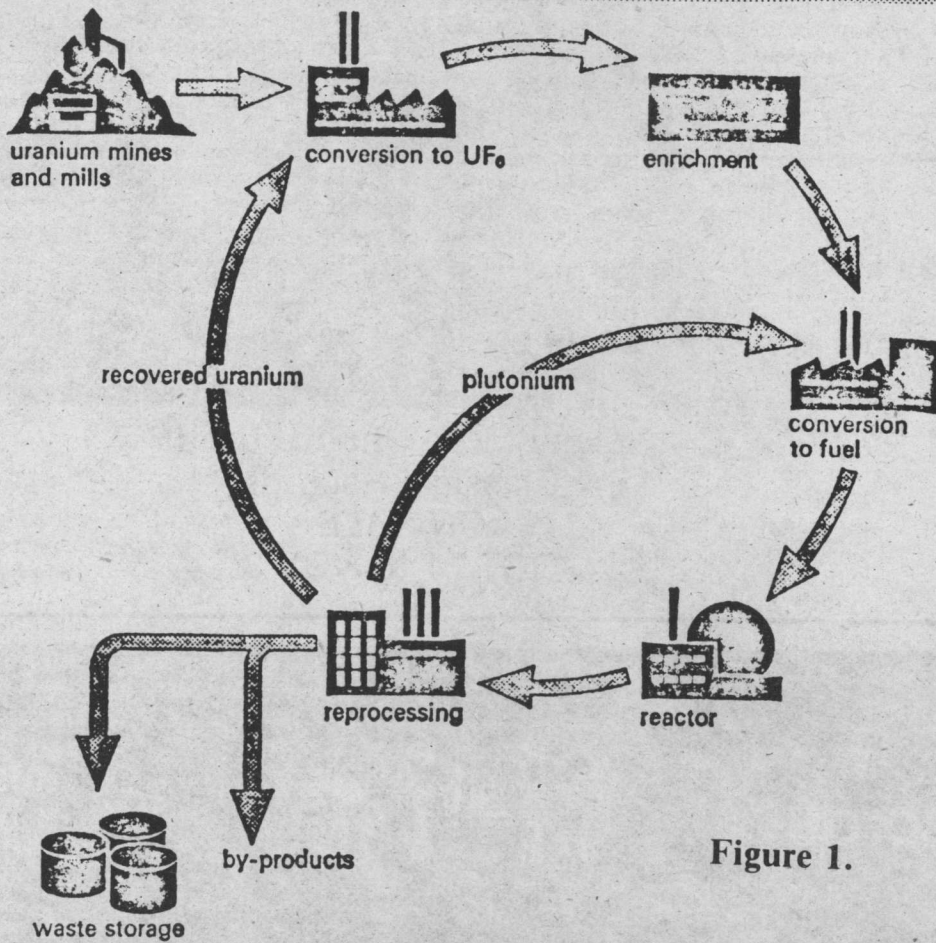 uranium mines
and mills
conversion to UF₆
enrichment
recovered uranium
plutonium
conversion
to fuel
reprocessing
reactor
by-products
waste storage
Figure 1.